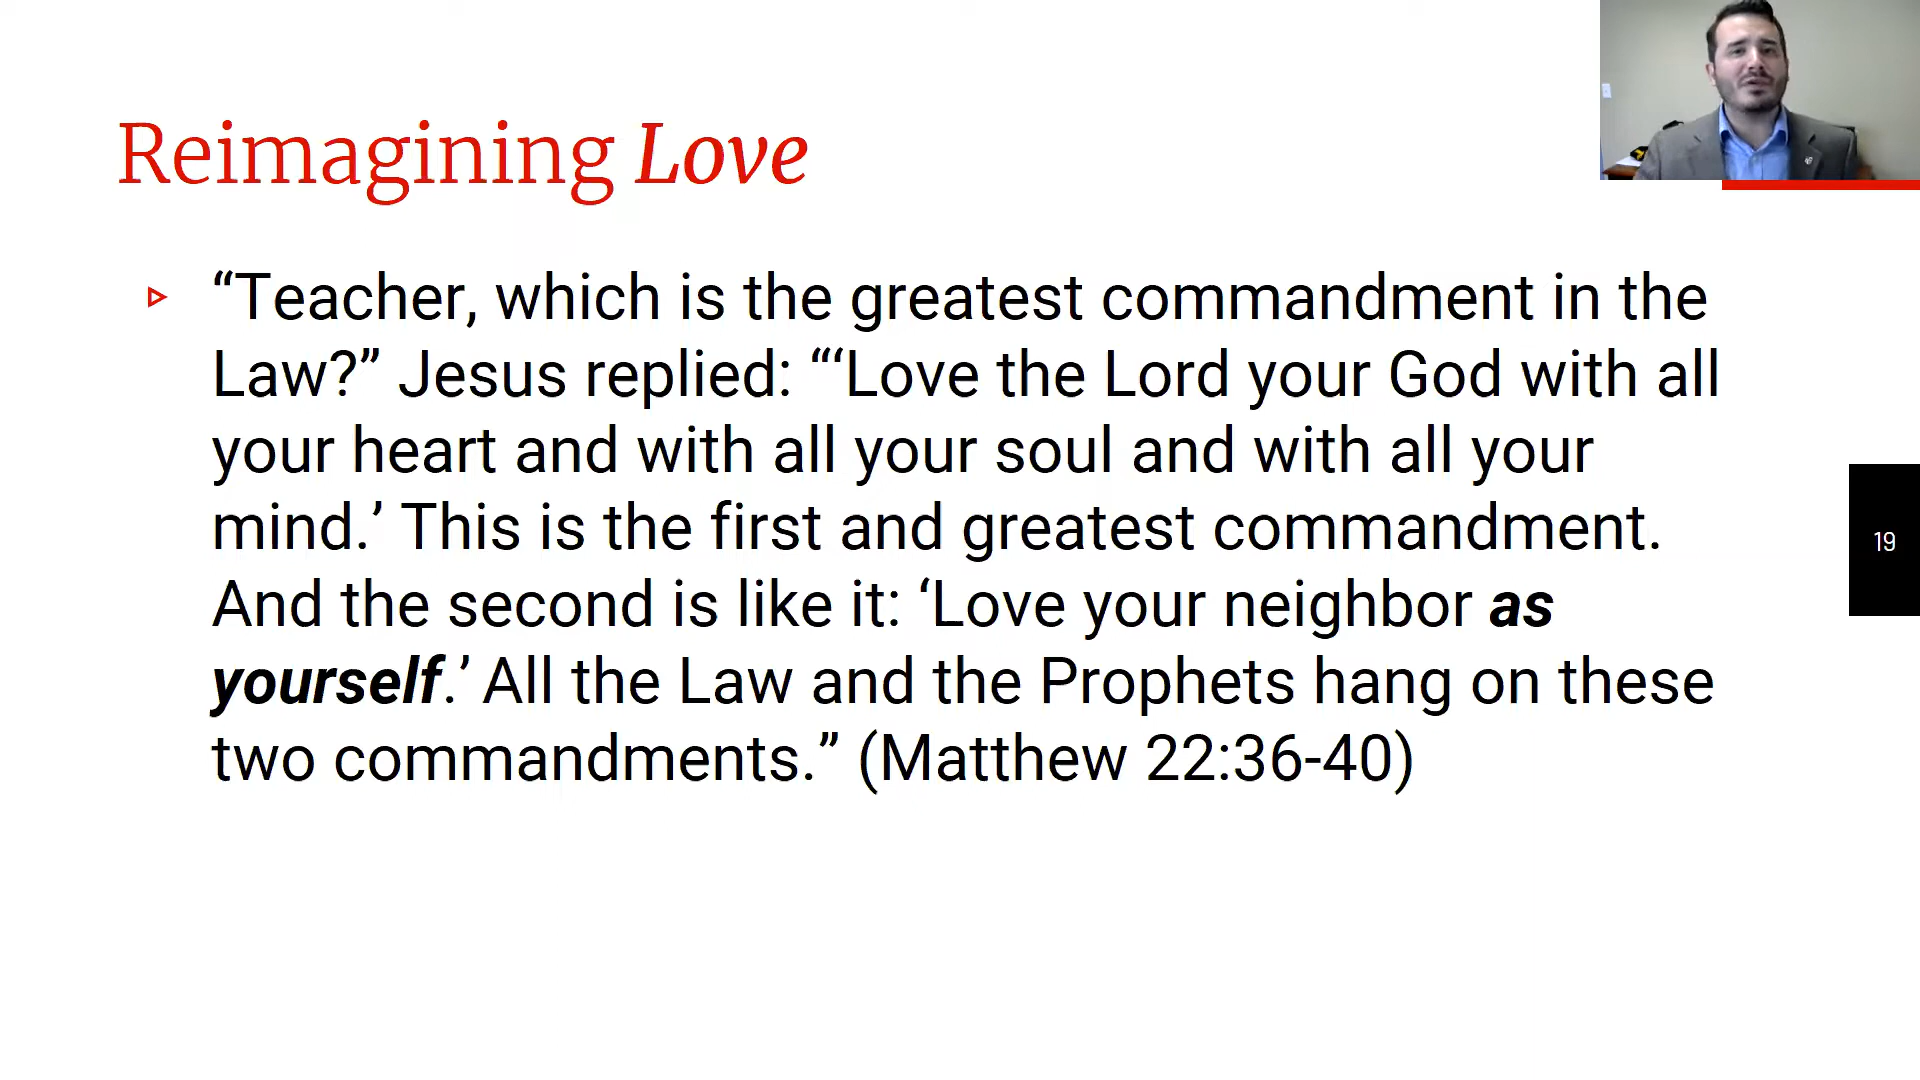 Reimagining Love
“Teacher, which is the greatest commandment in the
Law?” Jesus replied: “‘Love the Lord your God with all
your heart and with all your soul and with all your
mind.’ This is the first and greatest commandment.
And the second is like it: ‘Love your neighbor as
yourself.’ All the Law and the Prophets hang on these
two commandments.” (Matthew 22:36-40)
19